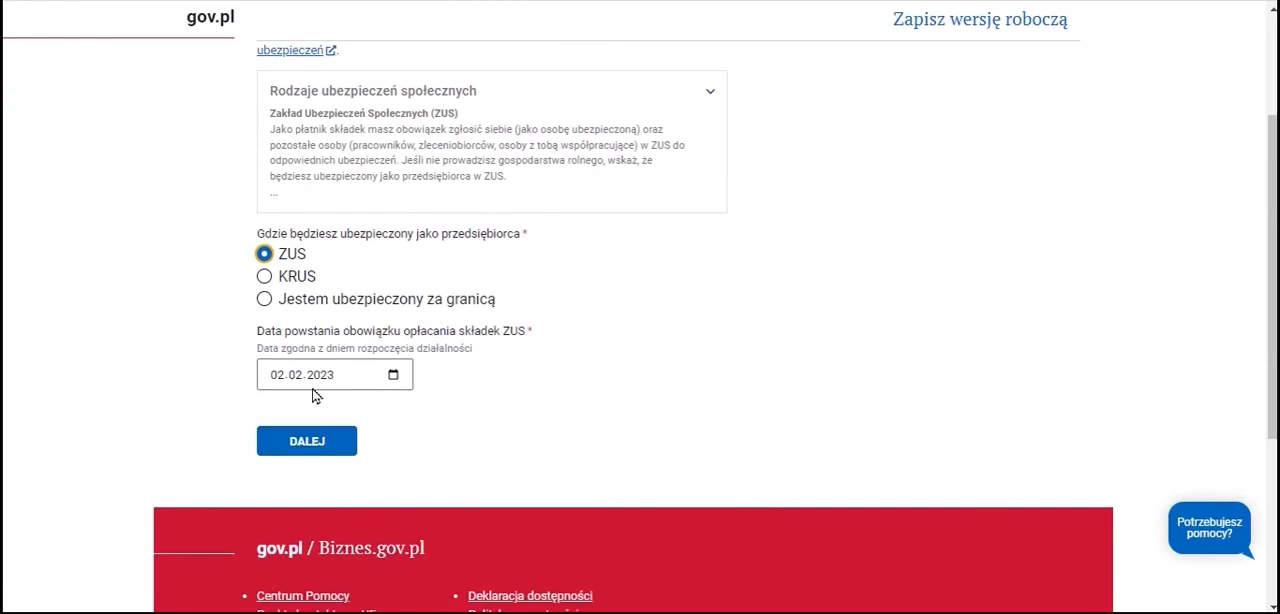 gov.pl
Zapisz wersję roboczą
ubezpieczeń.
Rodzaje ubezpieczeń społecznych
Zakład Ubezpieczeń Społecznych (ZUS)
Jako płatnik składek masz obowiązek zgłosić siebie (jako osobę ubezpieczoną) oraz
pozostałe osoby (pracowników, zleceniobiorców, osoby z tobą współpracujące) w ZUS do
odpowiednich ubezpieczeń. Jeśli nie prowadzisz gospodarstwa rolnego, wskaż, że
będziesz ubezpieczony jako przedsiębiorca w ZUS.
...
Gdzie będziesz ubezpieczony jako przedsiębiorca *
ZUS
KRUS
Jestem ubezpieczony za granicą
Data powstania obowiązku opłacania składek ZUS *
Data zgodna z dniem rozpoczęcia działalności
02.02.2023
DALEJ
Potrzebujesz
pomocy?
gov.pl / Biznes.gov.pl
• Centrum Pomocy
• Deklaracja dostępności